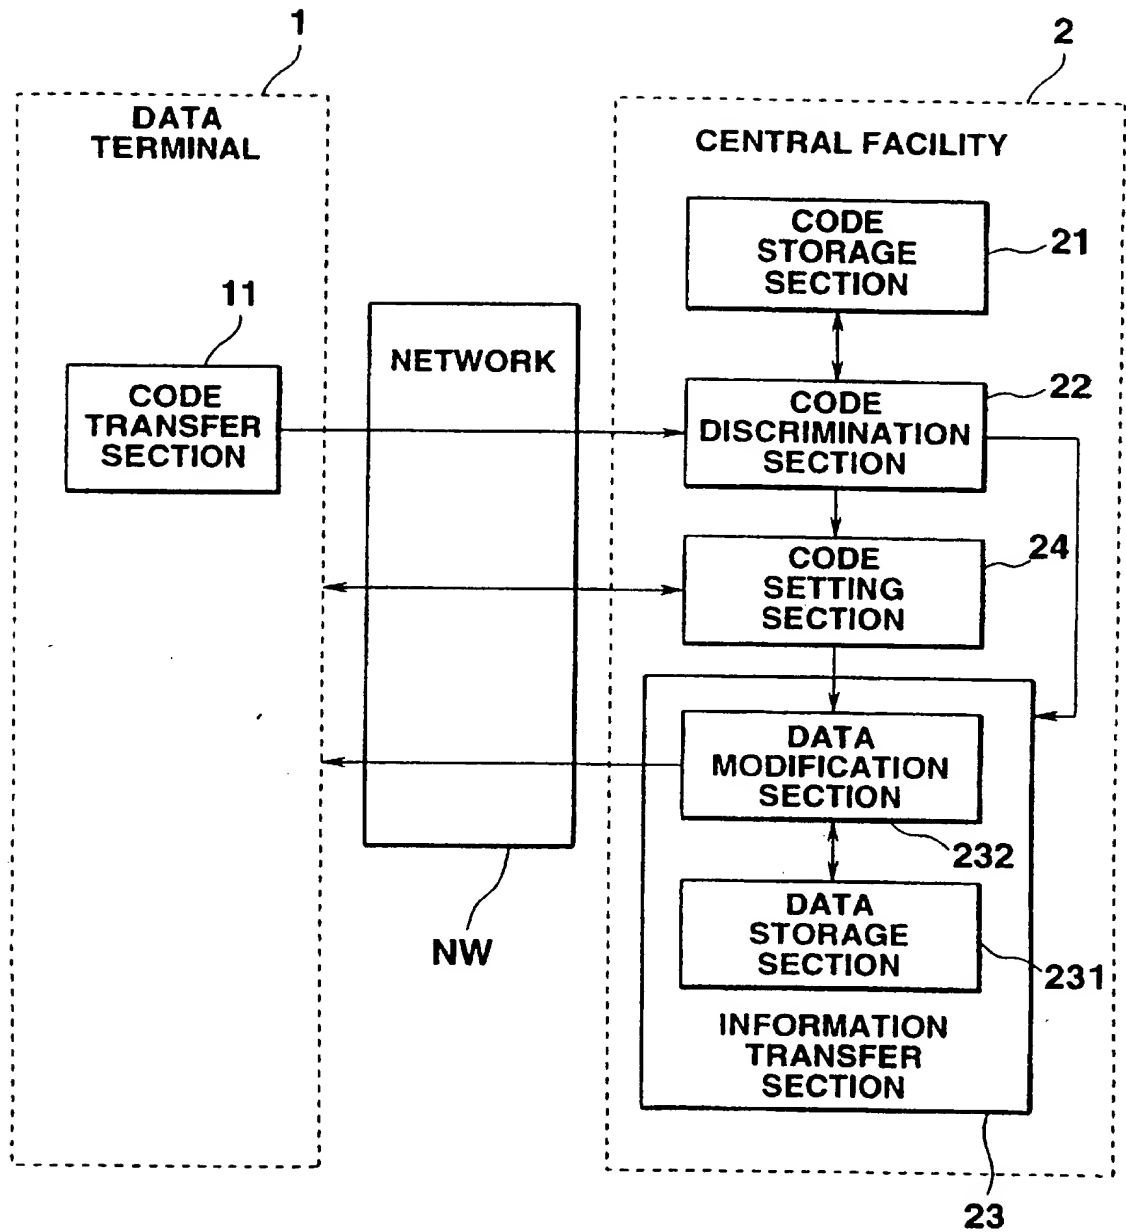 1
2
DATA
TERMINAL
CENTRAL FACILITY
CODE
STORAGE
SECTION
21
11
NETWORK
CODE
TRANSFER
SECTION
CODE
DISCRIMINATION
SECTION
22
CODE
SETTING
SECTION
24
DATA
MODIFICATION
SECTION
232
DATA
STORAGE
SECTION
231
NW
INFORMATION
TRANSFER
SECTION
23